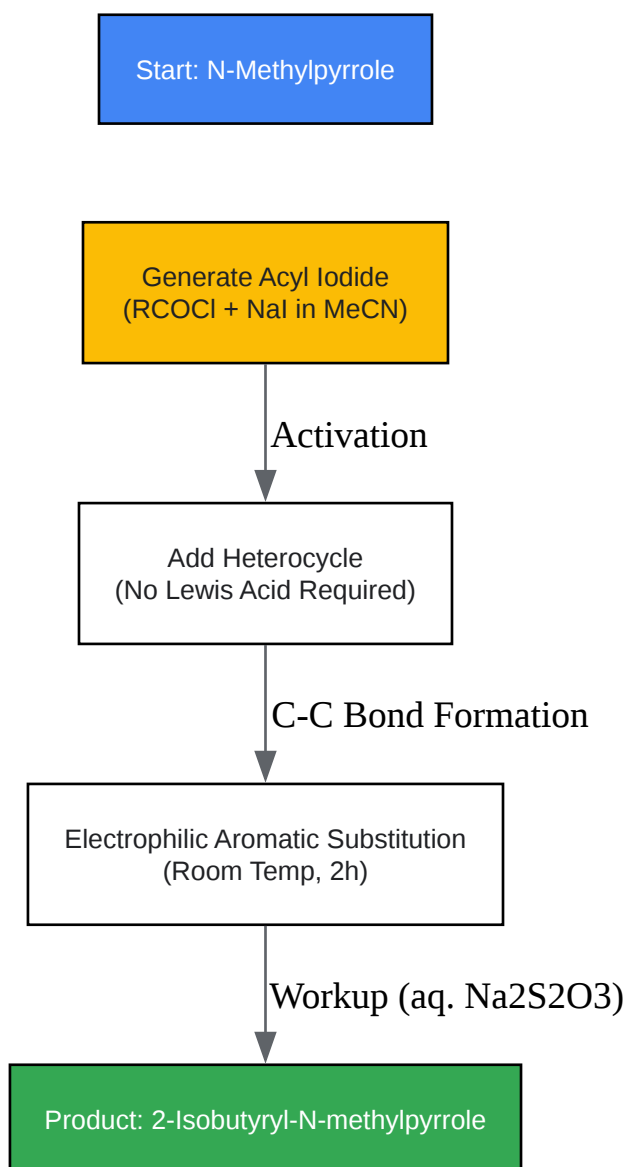 Start: N-Methylpyrrole
Generate Acyl Iodide
(RCOCl + NaI in MeCN)
Activation
Add Heterocycle
(No Lewis Acid Required)
C-C Bond Formation
Electrophilic Aromatic Substitution
(Room Temp, 2h)
Workup (aq. Na2S2O3)
Product: 2-Isobutyryl-N-methylpyrrole